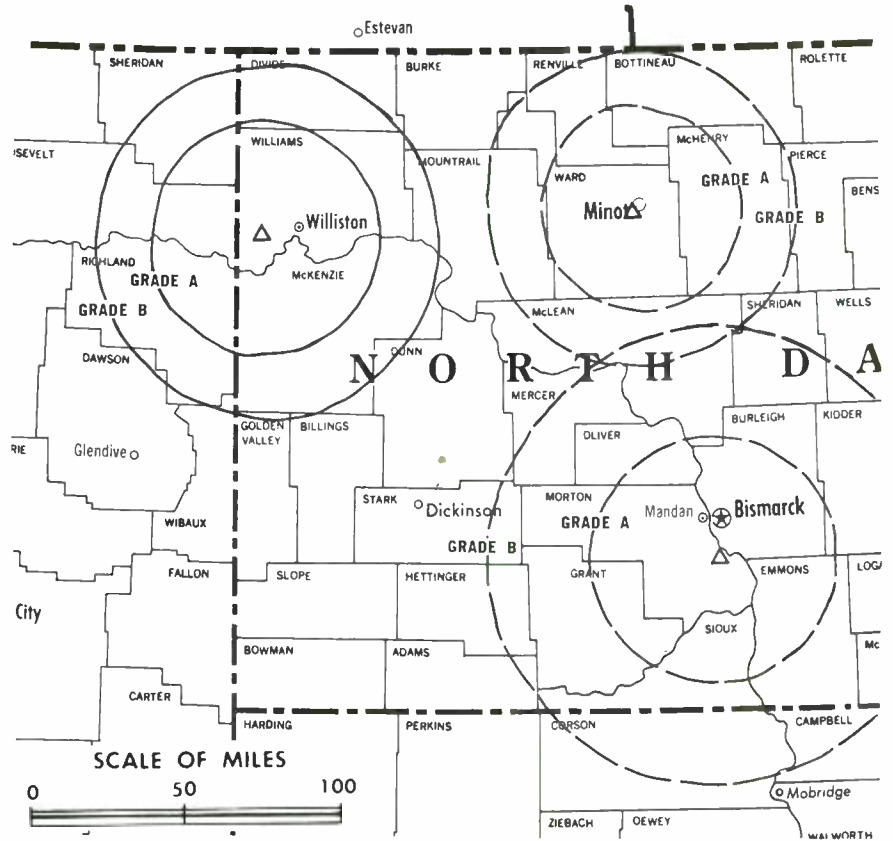 Estevan
SHERIDAN
DIVIDE
BURKE
RENVILLE
BOTTINEAU
ROLETTE
OSEVELT
WILLIAMS
MOUNTRAIL
WARD
McHENRY
PIERCE
GRADE A
BENS
Minot
GRADE B
Williston
RICHLAND
GRADE A
McKENZIE
GRADE B
McLEAN
SHERIDAN
WELLS
DAWSON
DUNN
N O R T H D A
MERCER
BURLEIGH
KIDDER
GOLDEN
VALLEY
BILLINGS
OLIVER
RIE
Glendive
STARK
MORTON
Dickinson
GRADE A
Mandan
Bismarck
WIBAUX
GRADE B
FALLON
SLOPE
HETTINGER
GRANT
EMMONS
LOGA
City
SIOUX
BOWMAN
ADAMS
Mc
CARTER
HARDING
PERKINS
CORSON
CAMPBELL
SCALE OF MILES
0 50 100
Mobridge
ZIEBACH
DEWEY
WALWORTH